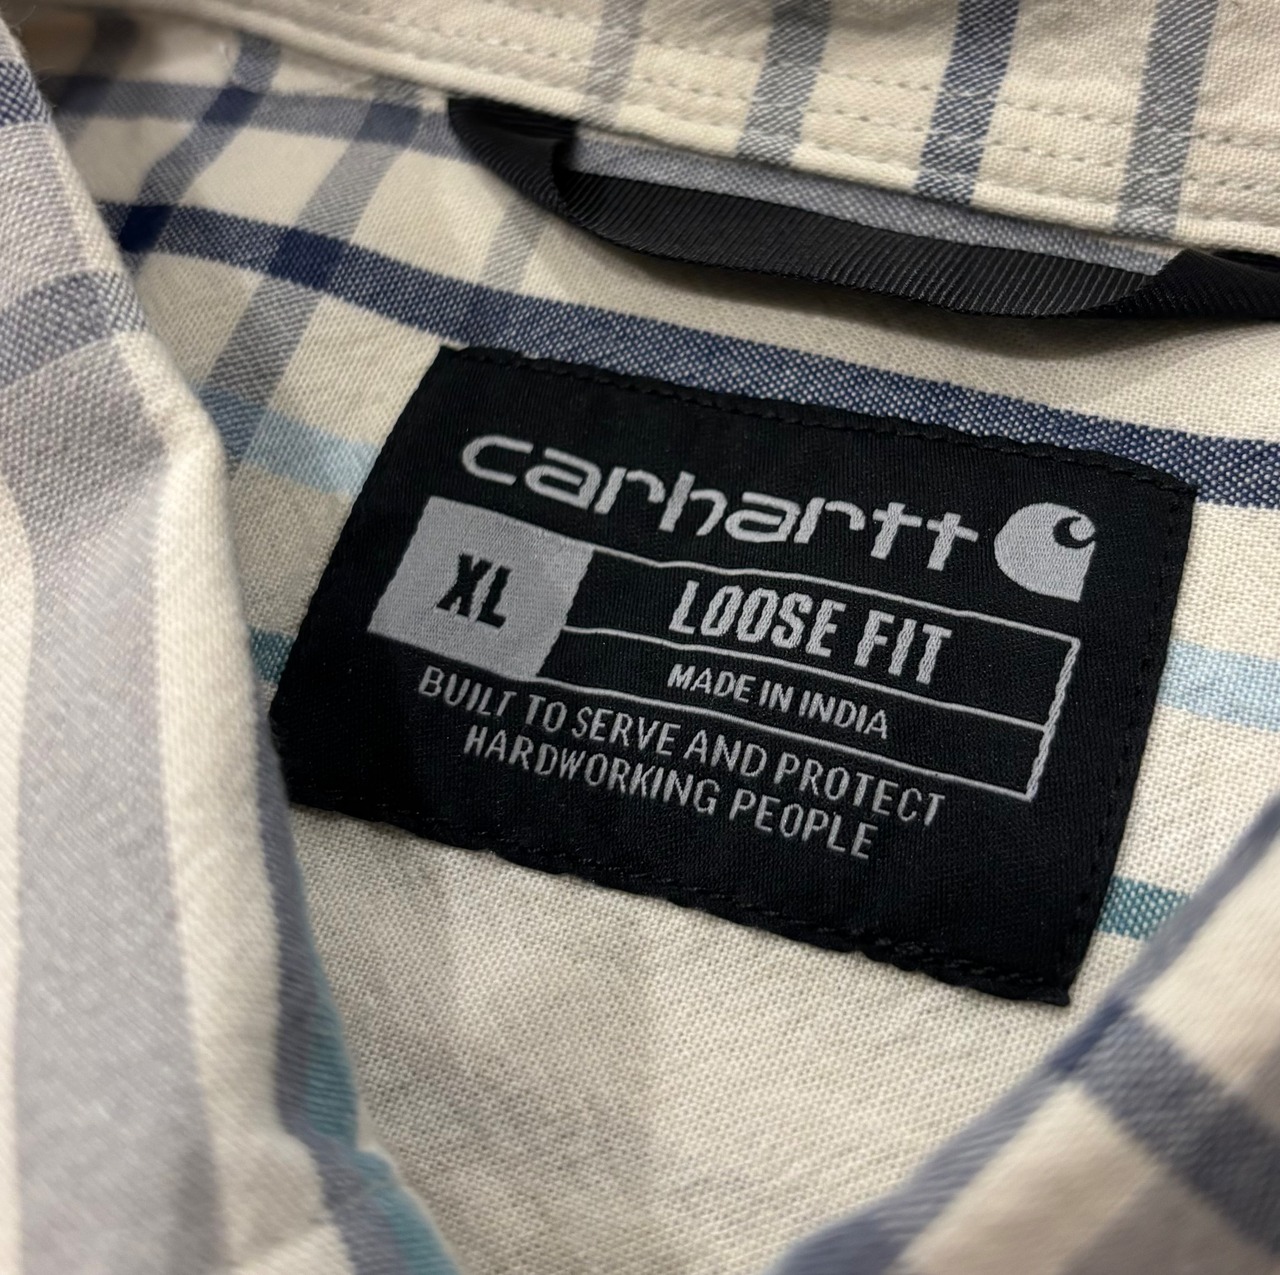 carhartt
XL
LOOSE FIT
MADE IN INDIA
BUILT TO SERVE AND PROTECT
HARDWORKING PEOPLE